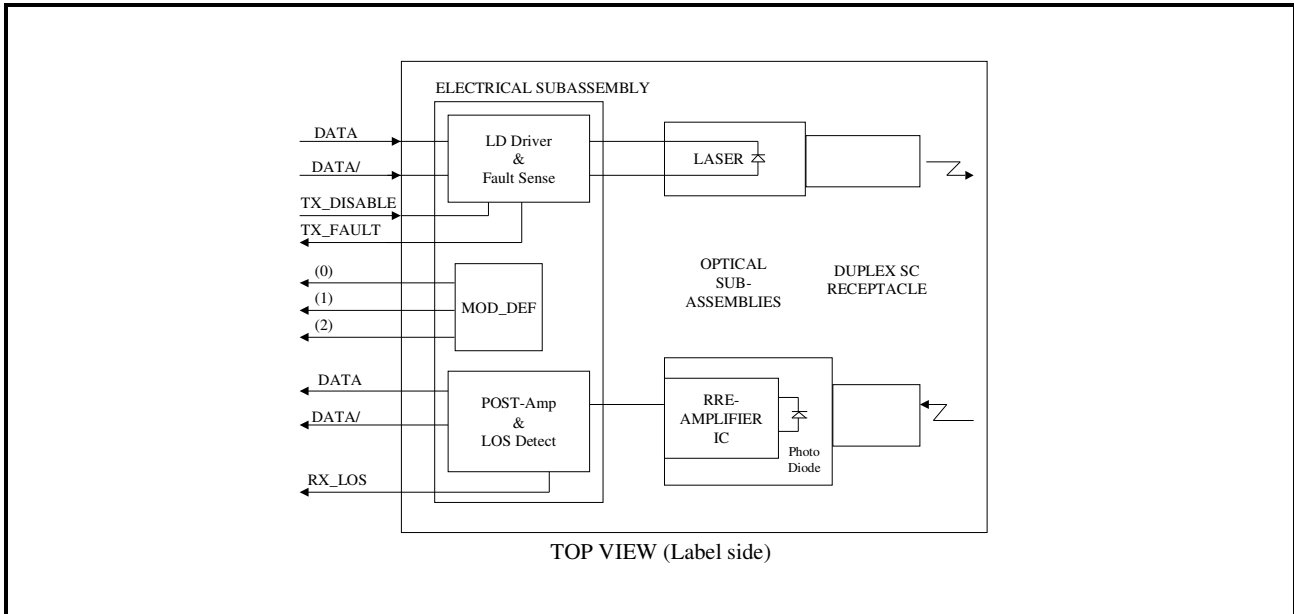 ELECTRICAL SUBASSEMBLY
DATA
DATA/
TX_DISABLE
TX_FAULT
LD Driver
&
Fault Sense
LASER
(0)
(1)
(2)
MOD_DEF
OPTICAL
SUB-
ASSEMBLIES
DUPLEX SC
RECEPTACLE
DATA
DATA/
RX_LOS
POST-Amp
&
LOS Detect
RRE-
AMPLIFIER
IC
Photo
Diode
TOP VIEW (Label side)